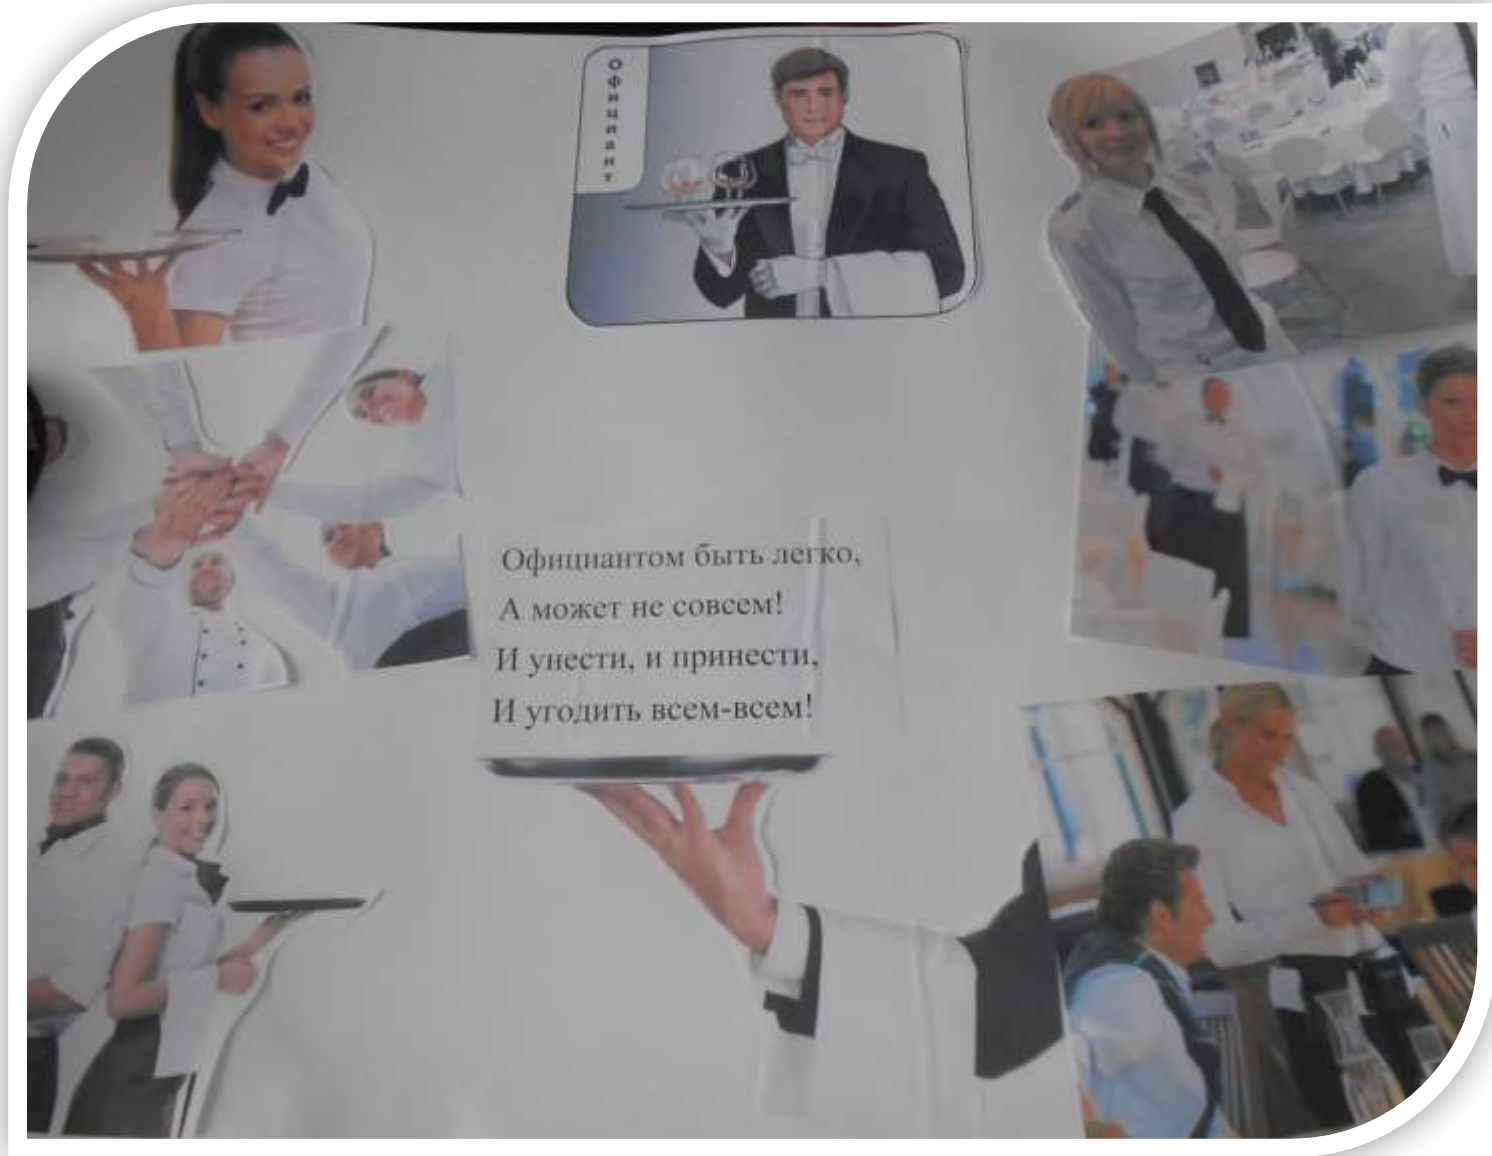 Официант
Официантом быть легко,
А может не совсем!
И унести, и принести,
И угодить всем-всем!